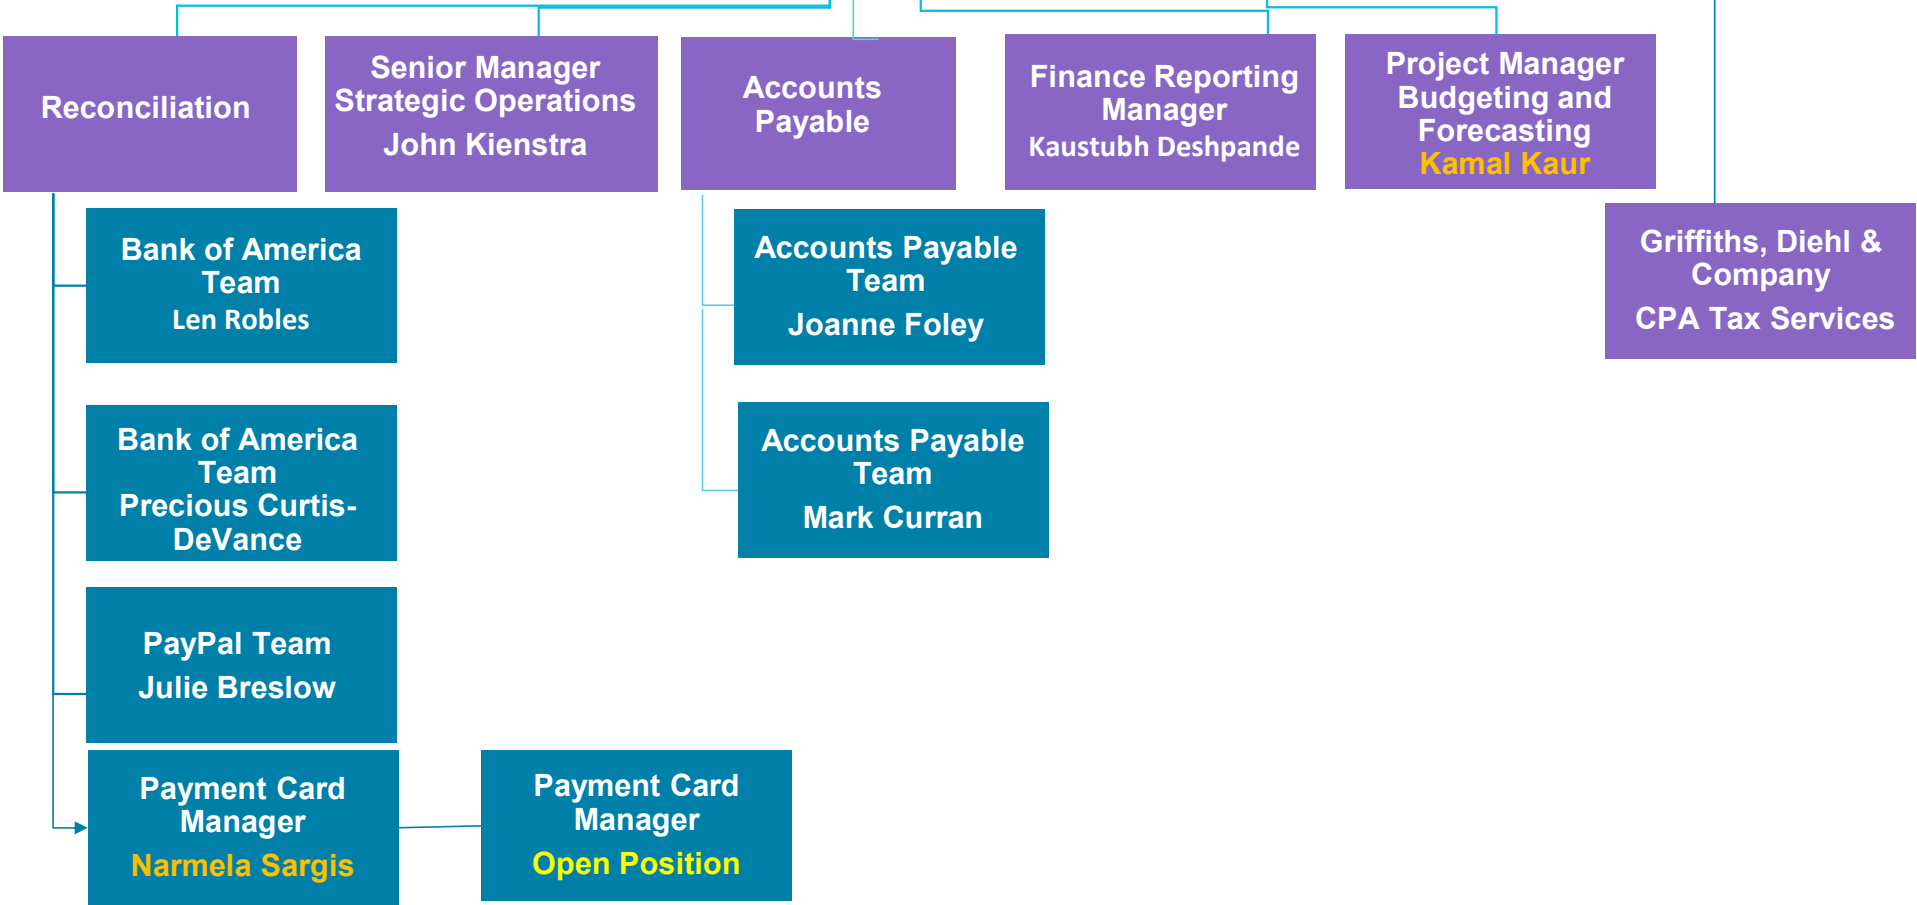 Reconciliation
Senior Manager
Strategic Operations
John Kienstra
Accounts
Payable
Finance Reporting
Manager
Kaustubh Deshpande
Project Manager
Budgeting and
Forecasting
Kamal Kaur
Griffiths, Diehl &
Company
CPA Tax Services
Bank of America
Team
Len Robles
Accounts Payable
Team
Joanne Foley
Bank of America
Team
Precious Curtis-
DeVance
Accounts Payable
Team
Mark Curran
PayPal Team
Julie Breslow
Payment Card
Manager
Narmela Sargis
Payment Card
Manager
Open Position